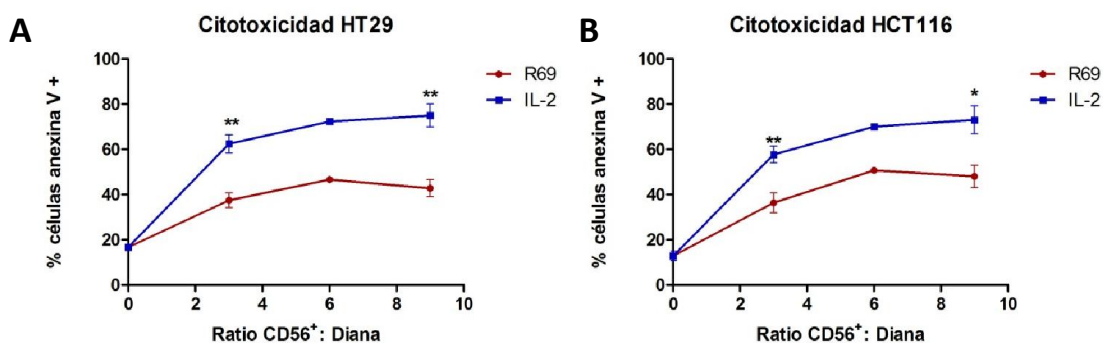 A
Citotoxicidad HT29
% células anexina V +
100
80
60
40
20
0
**
**
0 2 4 6 8 10
Ratio CD56⁺: Diana
R69
IL-2
B
Citotoxicidad HCT116
% células anexina V +
100
80
60
40
20
0
**
*
0 2 4 6 8 10
Ratio CD56⁺: Diana
R69
IL-2